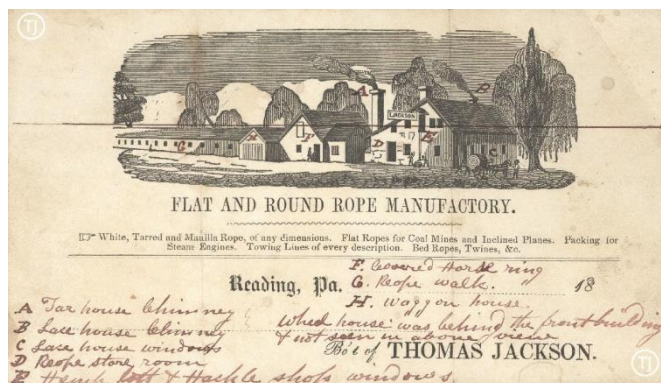 TJ
A
B
JACKSON
G
F
D
E
C
FLAT AND ROUND ROPE MANUFACTORY.
☞ White, Tarred and Manilla Rope, of any dimensions. Flat Ropes for Coal Mines and Inclined Planes. Packing for
Steam Engines. Towing Lines of every description. Bed Ropes, Twines, &c.
F. Covered Horse ring
Reading, Pa. G. Rope walk. " 18
H. Waggon house.
A Tar house Chimney
Wheel house was behind the front building
B Lace house Chimney
& not seen in above view
C Lace house windows
Bo't of THOMAS JACKSON.
D Rope store room
E Hemp loft & Hackle shop windows.
TJ